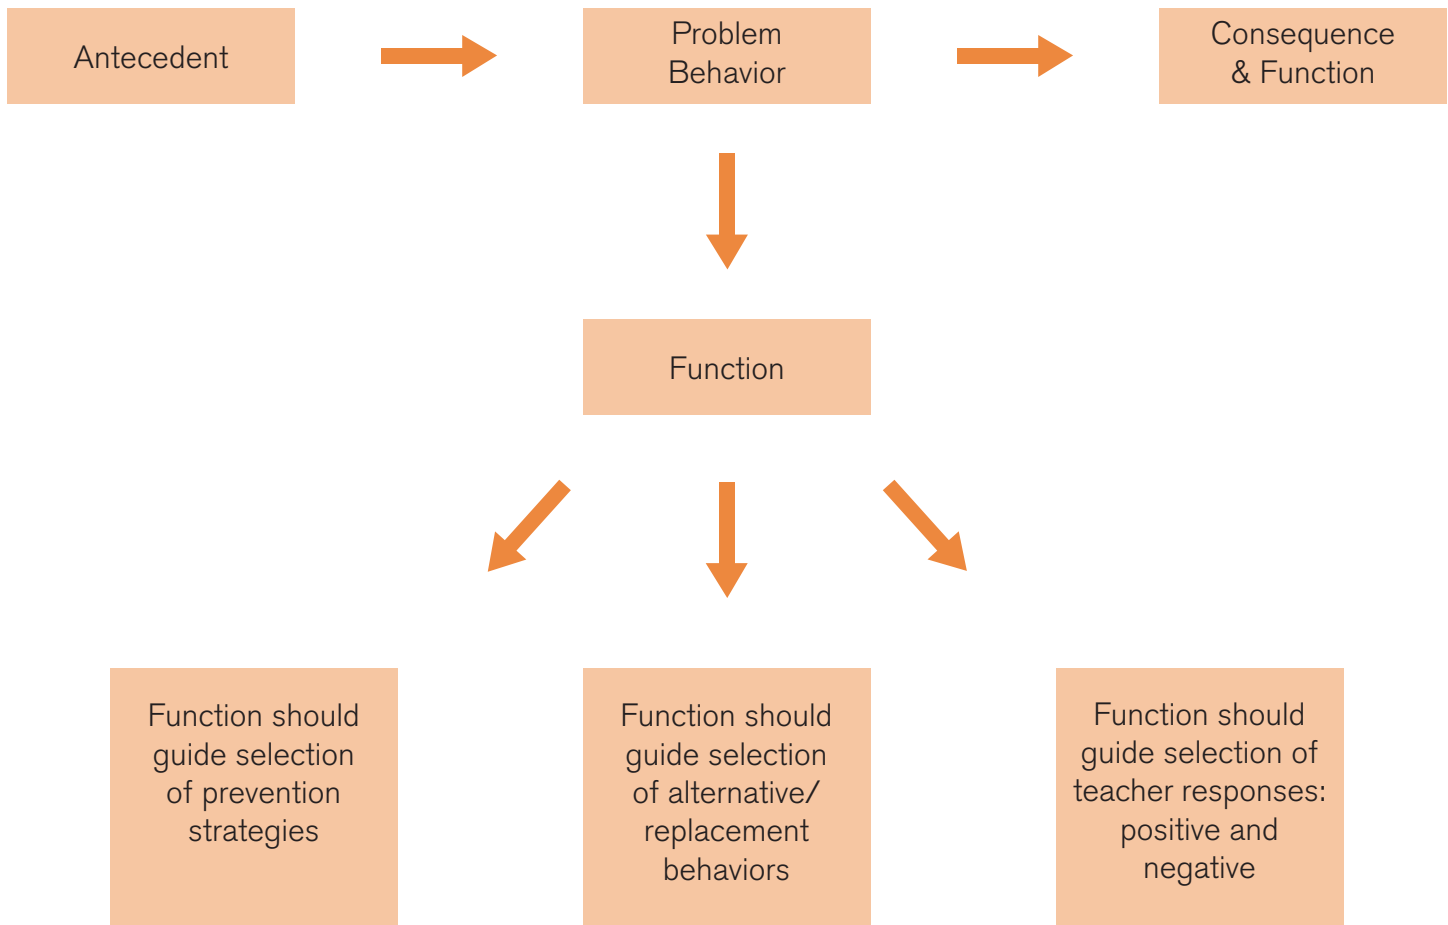 Antecedent
Problem
Behavior
Consequence
& Function
Function
Function should
guide selection
of prevention
strategies
Function should
guide selection
of alternative/
replacement
behaviors
Function should
guide selection of
teacher responses:
positive and
negative